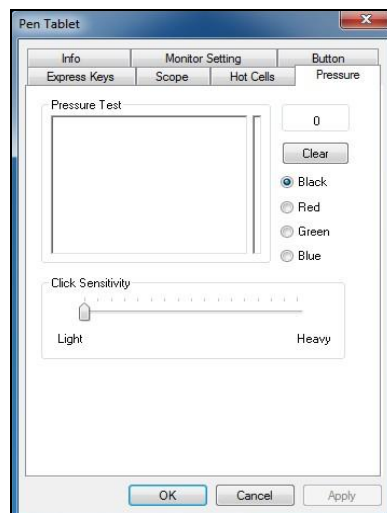 Pen Tablet
Info Monitor Setting Button
Express Keys Scope Hot Cells Pressure
Pressure Test
0
Clear
Black
Red
Green
Blue
Click Sensitivity
Light Heavy
OK Cancel Apply